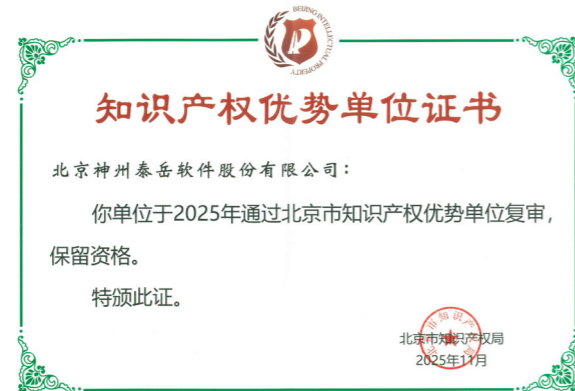 BEIJING INTELLECTUAL PROPERTY
知识产权优势单位证书
北京神州泰岳软件股份有限公司：
你单位于2025年通过北京市知识产权优势单位复审，
保留资格。
特颁此证。
北京市知识产权局
2025年11月